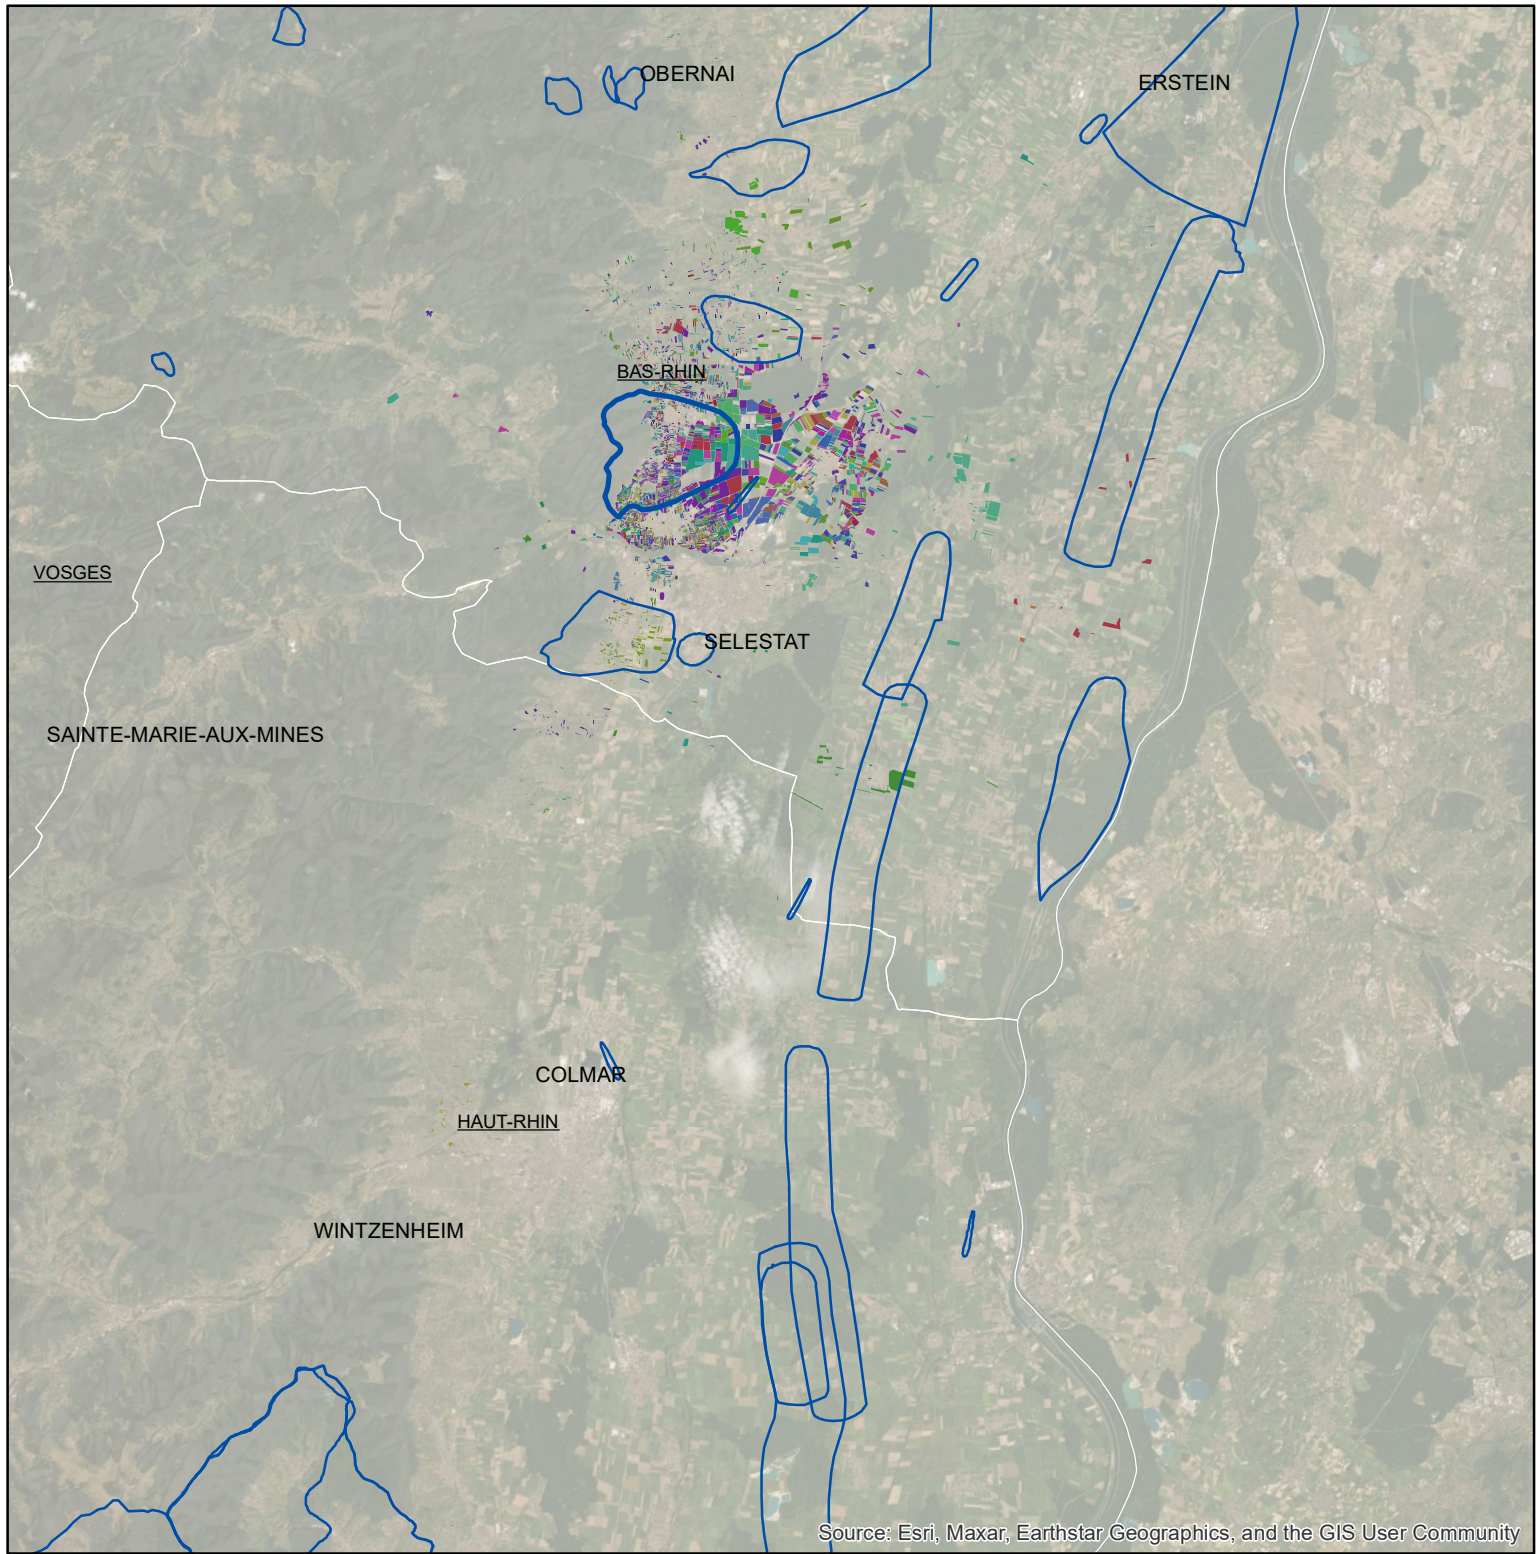 OBERNAI
ERSTEIN
BAS-RHIN
VOSGES
SELESTAT
SAINTE-MARIE-AUX-MINES
COLMAR
HAUT-RHIN
WINTZENHEIM
Source: Esri, Maxar, Earthstar Geographics, and the GIS User Community